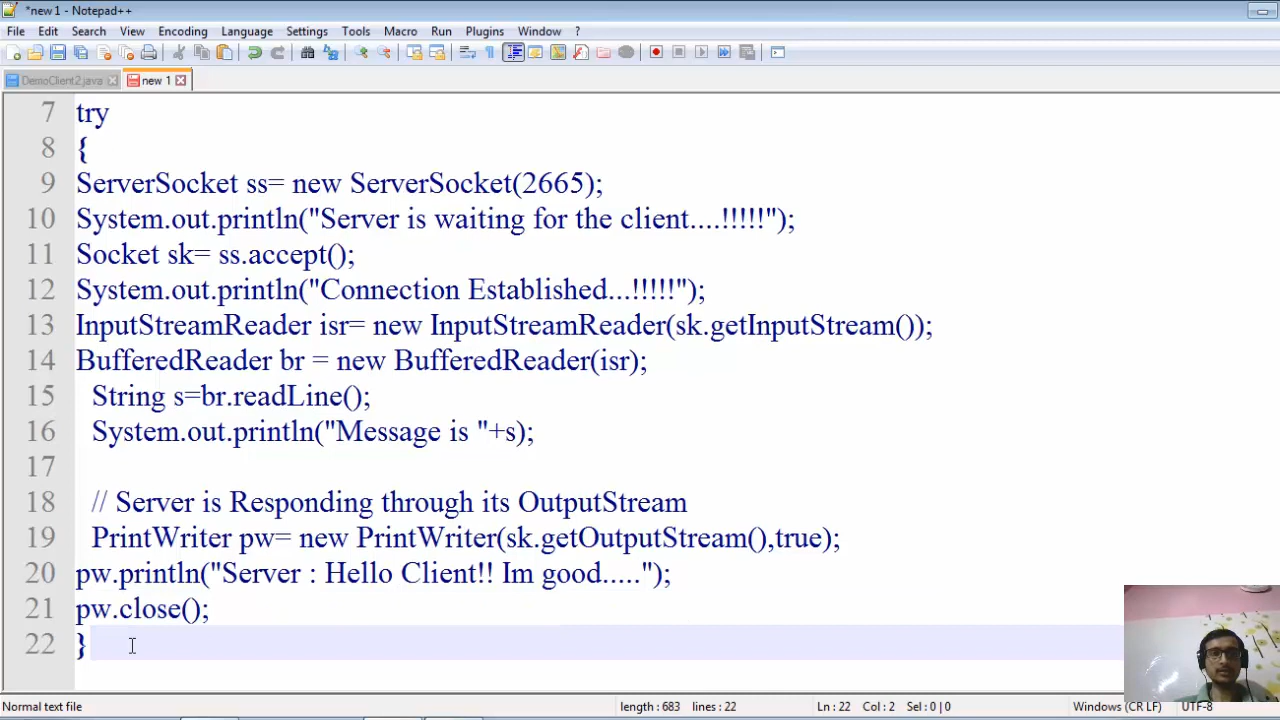 *new 1 - Notepad++
File Edit Search View Encoding Language Settings Tools Macro Run Plugins Window ?
DemoClient2.java new 1
7 try
8 {
9 ServerSocket ss= new ServerSocket(2665);
10 System.out.println("Server is waiting for the client....!!!!!");
11 Socket sk= ss.accept();
12 System.out.println("Connection Established...!!!!!");
13 InputStreamReader isr= new InputStreamReader(sk.getInputStream());
14 BufferedReader br = new BufferedReader(isr);
15 String s=br.readLine();
16 System.out.println("Message is "+s);
17
18 // Server is Responding through its OutputStream
19 PrintWriter pw= new PrintWriter(sk.getOutputStream(),true);
20 pw.println("Server : Hello Client!! Im good.....");
21 pw.close();
22 }
Normal text file length : 683 lines : 22 Ln : 22 Col : 2 Sel : 0 | 0 Windows (CR LF) UTF-8